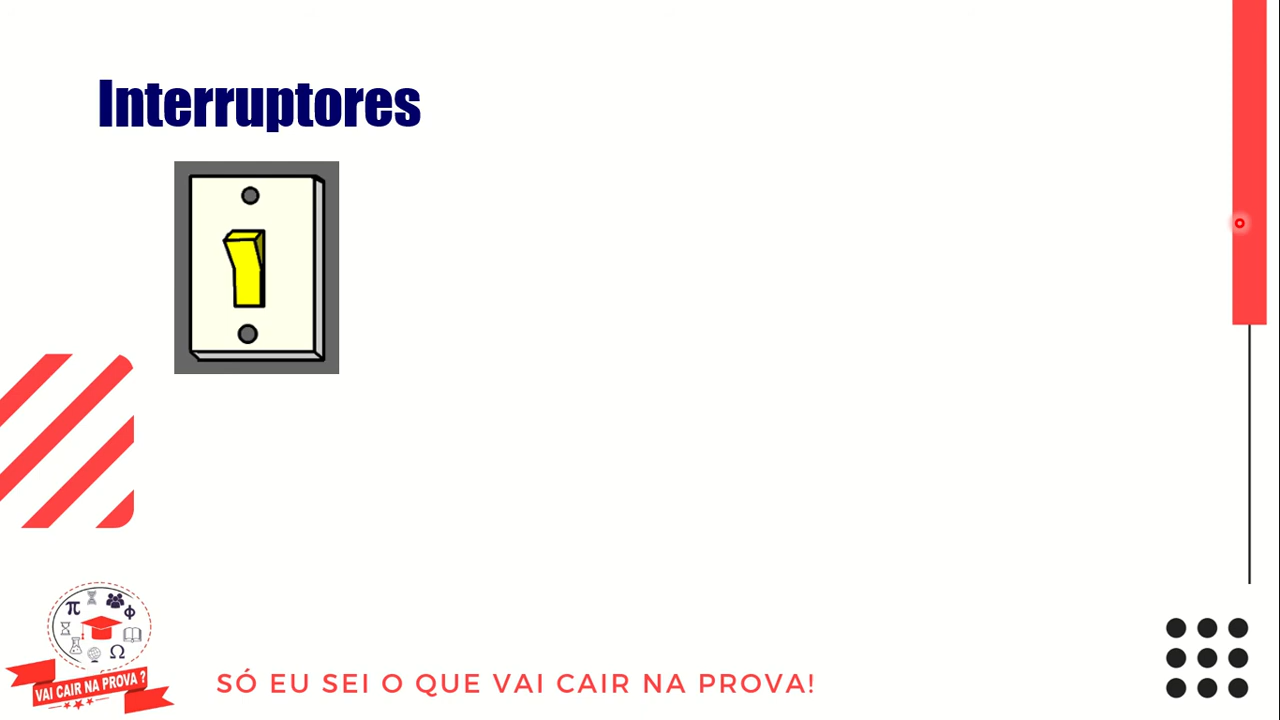 Interruptores
π
Φ
Ω
VAI CAIR NA PROVA ?
SÓ EU SEI O QUE VAI CAIR NA PROVA!